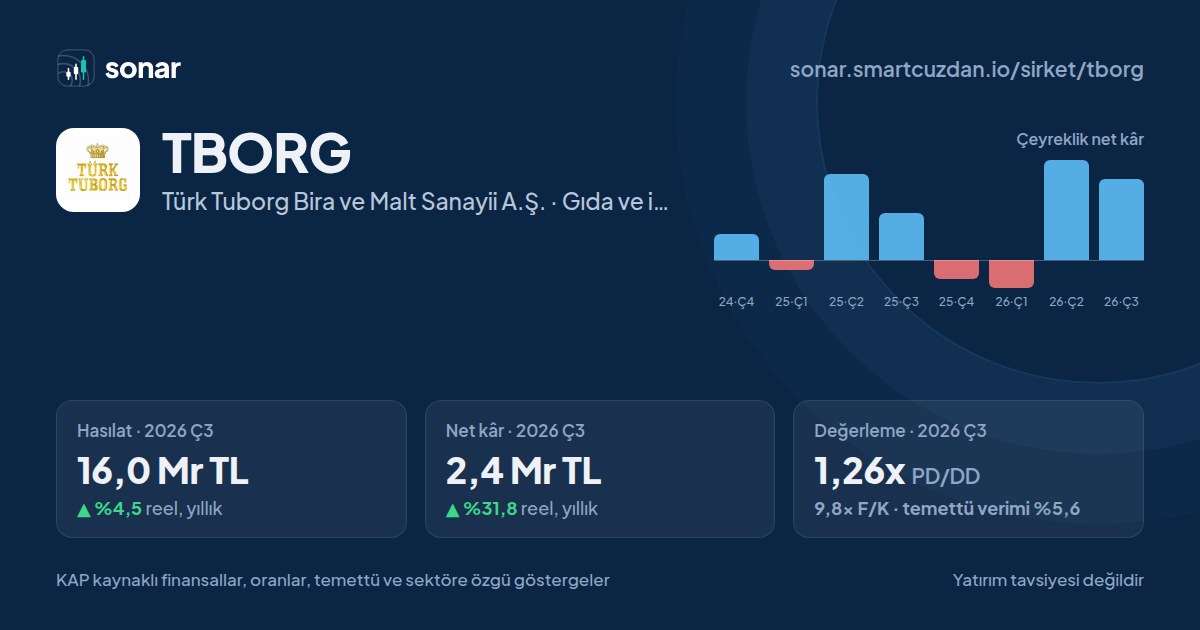 sonar
sonar.smartcuzdan.io/sirket/tborg
TÜRK
TUBORG
TBORG
Türk Tuborg Bira ve Malt Sanayii A.Ş. · Gıda ve i…
Çeyreklik net kâr
24·Ç4 25·Ç1 25·Ç2 25·Ç3 25·Ç4 26·Ç1 26·Ç2 26·Ç3
Hasılat · 2026 Ç3
16,0 Mr TL
▲ %4,5 reel, yıllık
Net kâr · 2026 Ç3
2,4 Mr TL
▲ %31,8 reel, yıllık
Değerleme · 2026 Ç3
1,26x PD/DD
9,8× F/K · temettü verimi %5,6
KAP kaynaklı finansallar, oranlar, temettü ve sektöre özgü göstergeler
Yatırım tavsiyesi değildir